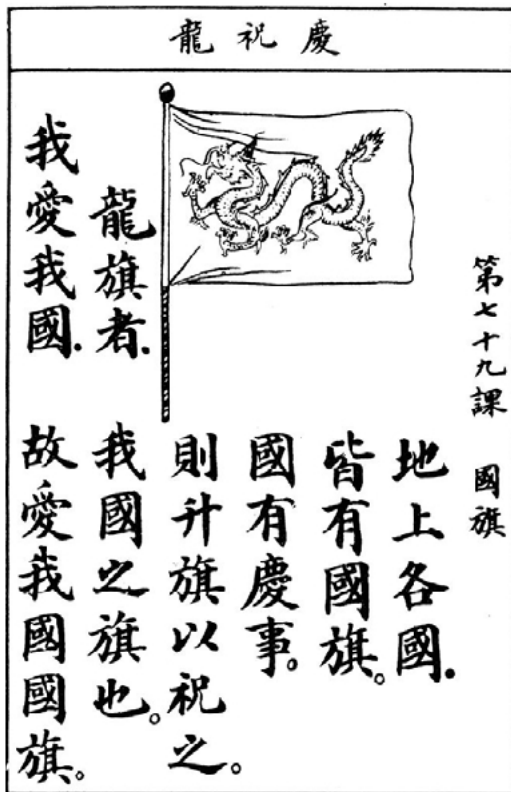 慶祝龍
第七十九課 國旗
地上各國.
皆有國旗。
國有慶事。
則升旗以祝之。
龍旗者.我國之旗也。
我愛我國.故愛我國國旗。